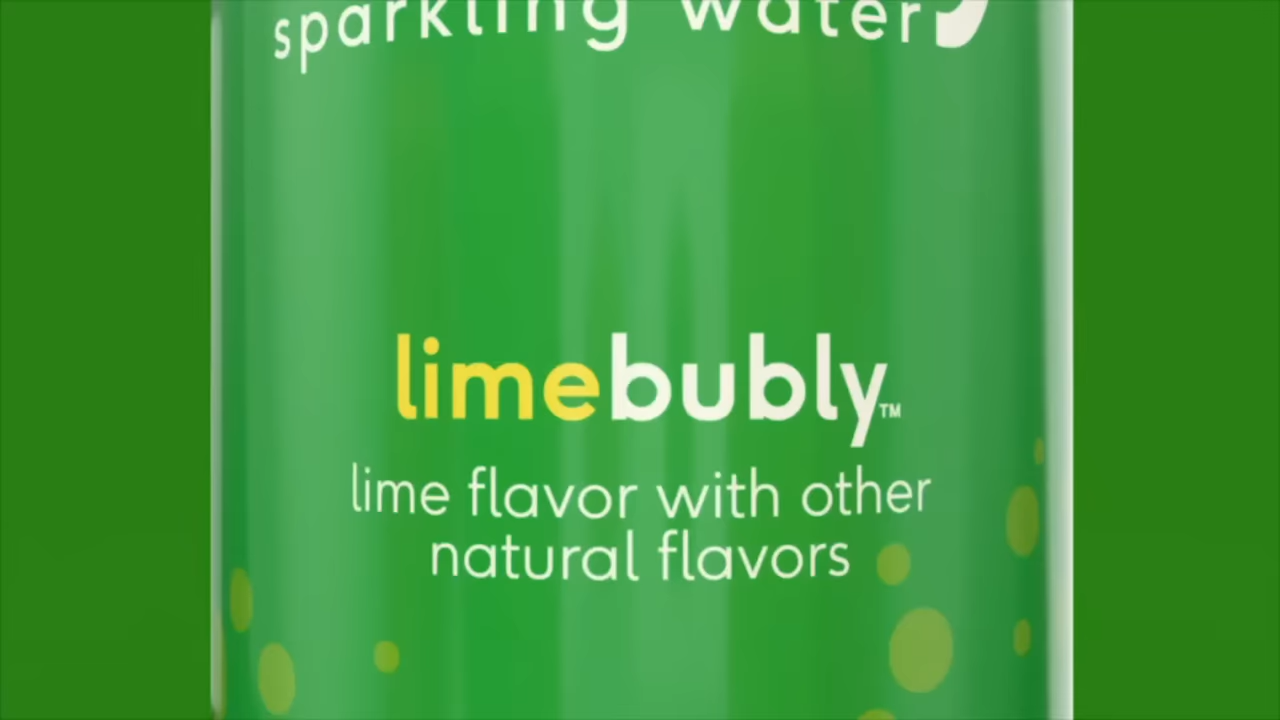 sparkling water
limebubly™
lime flavor with other
natural flavors